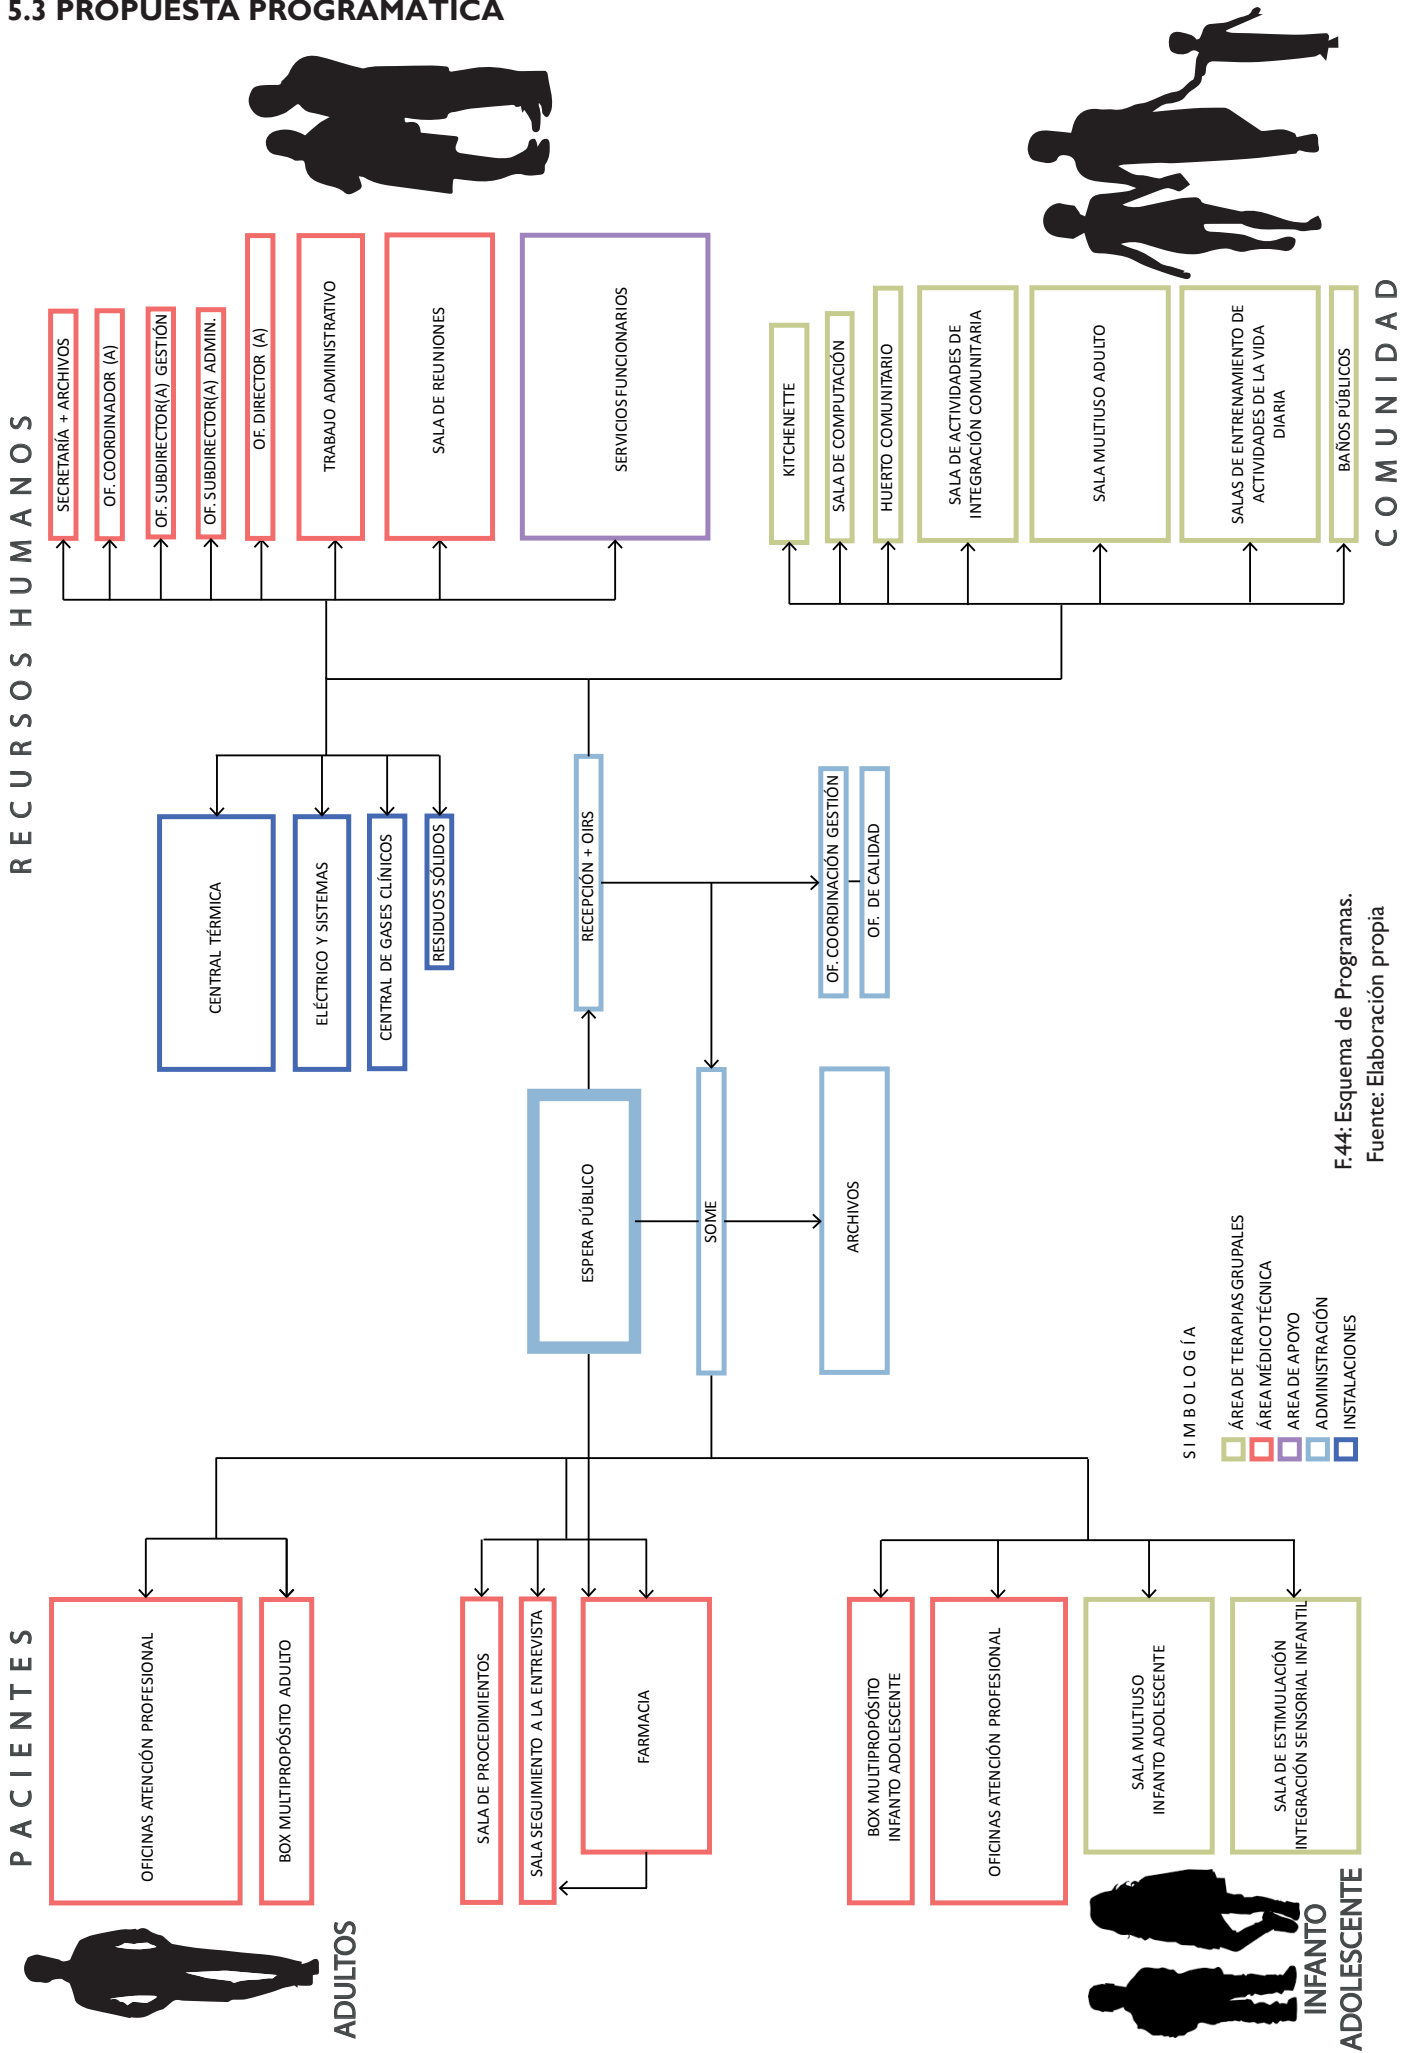 5.3 PROPUESTA PROGRAMÁTICA
PACIENTES
RECURSOS HUMANOS
ADULTOS
OFICINAS ATENCIÓN PROFESIONAL
BOX MULTIPROPÓSITO ADULTO
SALA DE PROCEDIMIENTOS
SALA SEGUIMIENTO A LA ENTREVISTA
FARMACIA
BOX MULTIPROPÓSITO
INFANTO ADOLESCENTE
OFICINAS ATENCIÓN PROFESIONAL
SALA MULTIUSO
INFANTO ADOLESCENTE
SALA DE ESTIMULACIÓN
INTEGRACIÓN SENSORIAL INFANTIL
INFANTO
ADOLESCENTE
ESPERA PÚBLICO
SOME
ARCHIVOS
CENTRAL TÉRMICA
ELÉCTRICO Y SISTEMAS
CENTRAL DE GASES CLÍNICOS
RESIDUOS SÓLIDOS
RECEPCIÓN + OIRS
OF. COORDINACIÓN GESTIÓN
OF. DE CALIDAD
SECRETARÍA + ARCHIVOS
OF. COORDINADOR (A)
OF. SUBDIRECTOR(A) GESTIÓN
OF. SUBDIRECTOR(A) ADMIN.
OF. DIRECTOR (A)
TRABAJO ADMINISTRATIVO
SALA DE REUNIONES
SERVICIOS FUNCIONARIOS
KITCHENETTE
SALA DE COMPUTACIÓN
HUERTO COMUNITARIO
SALA DE ACTIVIDADES DE
INTEGRACIÓN COMUNITARIA
SALA MULTIUSO ADULTO
SALAS DE ENTRENAMIENTO DE
ACTIVIDADES DE LA VIDA
DIARIA
BAÑOS PÚBLICOS
COMUNIDAD
SIMBOLOGÍA
ÁREA DE TERAPIAS GRUPALES
ÁREA MÉDICO TÉCNICA
AREA DE APOYO
ADMINISTRACIÓN
INSTALACIONES
F.44: Esquema de Programas.
Fuente: Elaboración propia